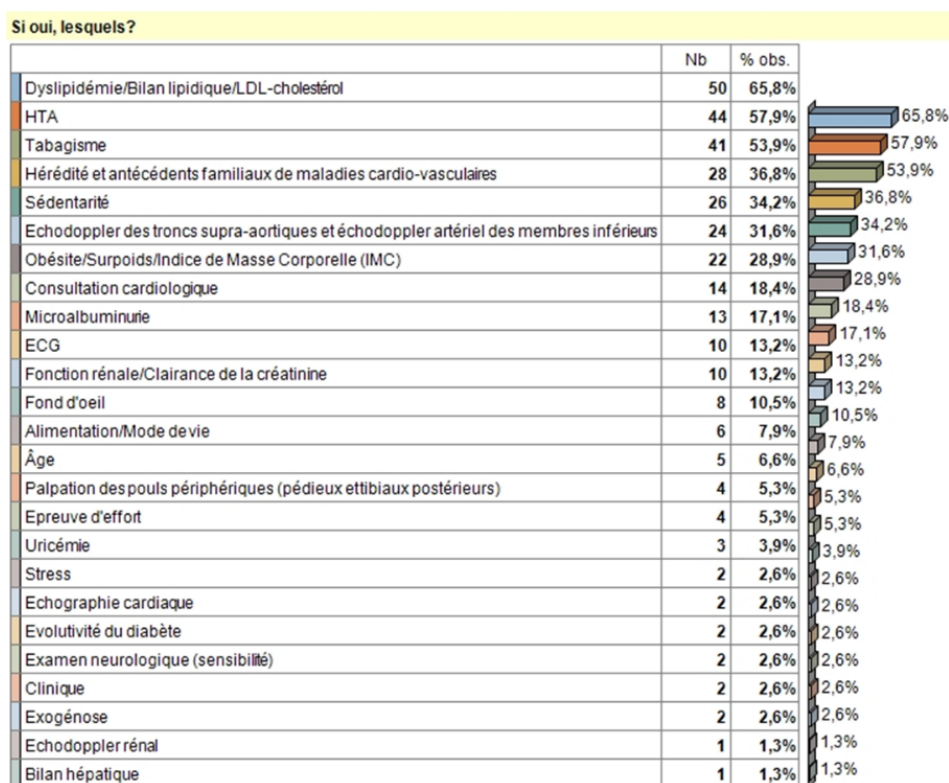 Si oui, lesquels?
Nb % obs.
Dyslipidémie/Bilan lipidique/LDL-cholestérol 50 65,8%
HTA 44 57,9% 65,8%
Tabagisme 41 53,9% 57,9%
Hérédité et antécédents familiaux de maladies cardio-vasculaires 28 36,8% 53,9%
Sédentarité 26 34,2% 36,8%
Echodoppler des troncs supra-aortiques et échodoppler artériel des membres inférieurs 24 31,6% 34,2%
Obésite/Surpoids/Indice de Masse Corporelle (IMC) 22 28,9% 31,6%
Consultation cardiologique 14 18,4% 28,9%
Microalbuminurie 13 17,1% 18,4%
ECG 10 13,2% 17,1%
Fonction rénale/Clairance de la créatinine 10 13,2% 13,2%
Fond d'oeil 8 10,5% 13,2%
Alimentation/Mode de vie 6 7,9% 10,5%
Âge 5 6,6% 7,9%
Palpation des pouls périphériques (pédieux ettibiaux postérieurs) 4 5,3% 6,6%
Epreuve d'effort 4 5,3% 5,3%
Uricémie 3 3,9% 5,3%
Stress 2 2,6% 3,9%
Echographie cardiaque 2 2,6% 2,6%
Evolutivité du diabète 2 2,6% 2,6%
Examen neurologique (sensibilité) 2 2,6% 2,6%
Clinique 2 2,6% 2,6%
Exogénose 2 2,6% 2,6%
Echodoppler rénal 1 1,3% 2,6%
Bilan hépatique 1 1,3% 1,3%
1,3%